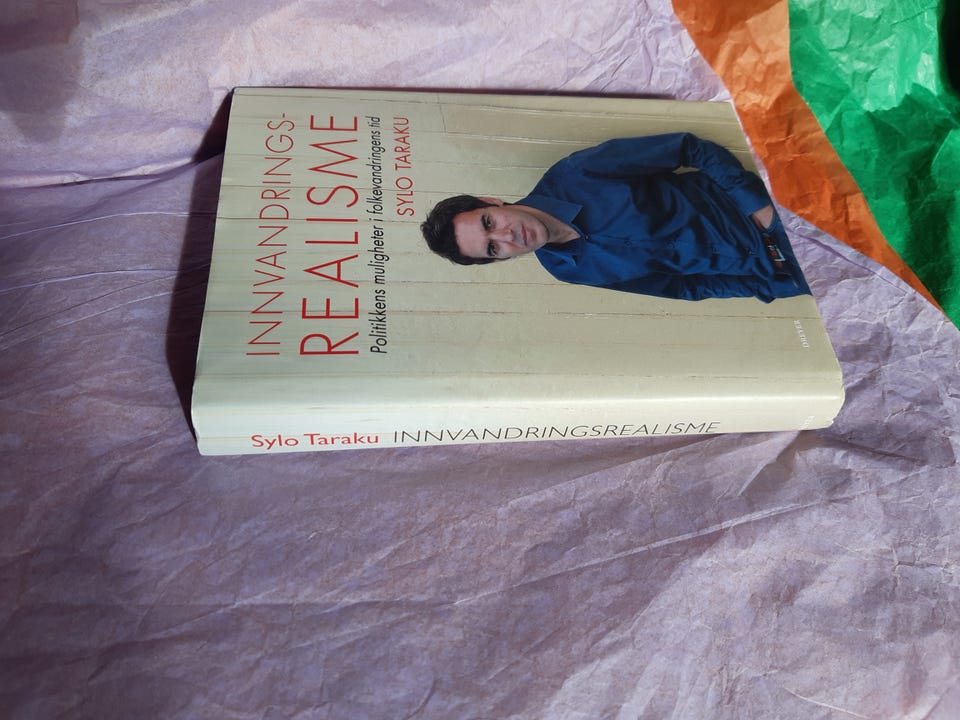 INNVANDRINGS-
REALISME
Politikkens muligheter i folkevandringens tid
SYLO TARAKU
DREYER
Sylo Taraku INNVANDRINGSREALISME